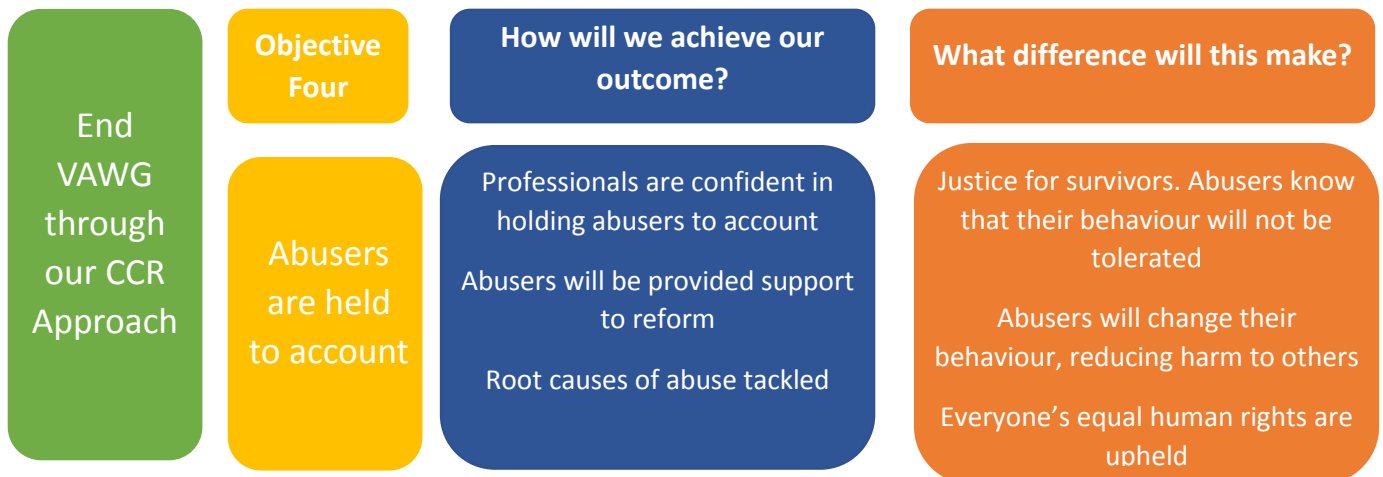 End
VAWG
through
our CCR
Approach
Objective
Four
Abusers
are held
to account
How will we achieve our
outcome?
Professionals are confident in
holding abusers to account
Abusers will be provided support
to reform
Root causes of abuse tackled
What difference will this make?
Justice for survivors. Abusers know
that their behaviour will not be
tolerated
Abusers will change their
behaviour, reducing harm to others
Everyone’s equal human rights are
upheld